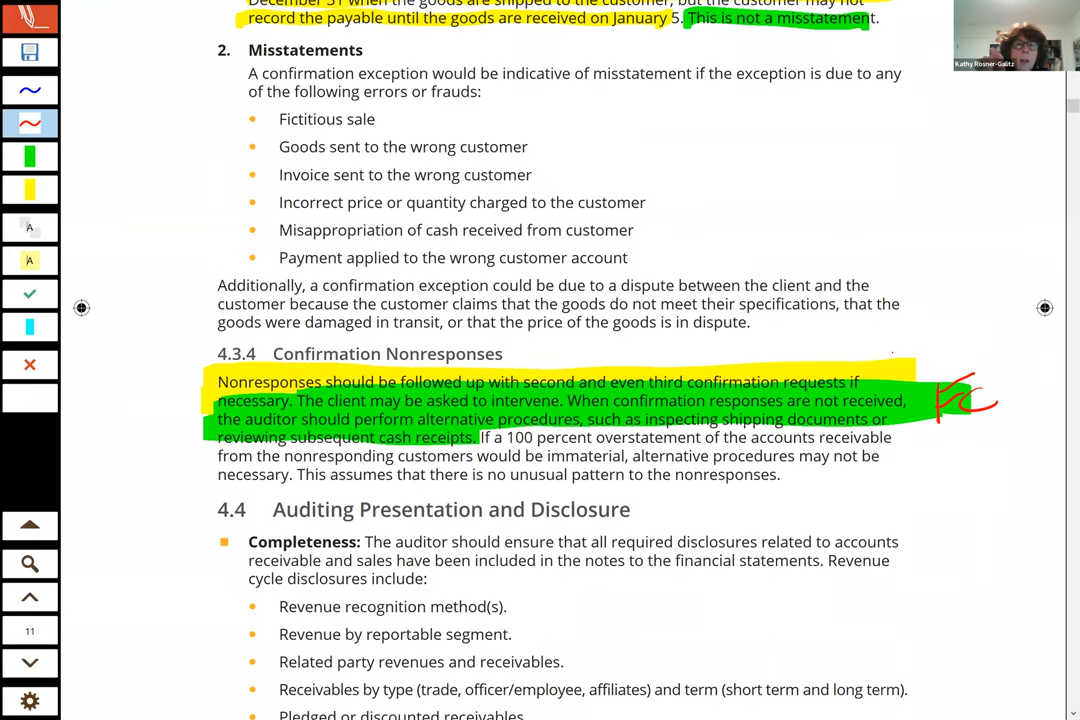 December 31 when the goods are shipped to the customer, but the customer may not
record the payable until the goods are received on January 5. This is not a misstatement.
Kathy Rosner-Galitz
2. Misstatements
A confirmation exception would be indicative of misstatement if the exception is due to any
of the following errors or frauds:
• Fictitious sale
• Goods sent to the wrong customer
• Invoice sent to the wrong customer
• Incorrect price or quantity charged to the customer
• Misappropriation of cash received from customer
• Payment applied to the wrong customer account
Additionally, a confirmation exception could be due to a dispute between the client and the
customer because the customer claims that the goods do not meet their specifications, that the
goods were damaged in transit, or that the price of the goods is in dispute.
4.3.4 Confirmation Nonresponses
Nonresponses should be followed up with second and even third confirmation requests if
necessary. The client may be asked to intervene. When confirmation responses are not received,
the auditor should perform alternative procedures, such as inspecting shipping documents or
reviewing subsequent cash receipts. If a 100 percent overstatement of the accounts receivable
from the nonresponding customers would be immaterial, alternative procedures may not be
necessary. This assumes that there is no unusual pattern to the nonresponses.
4.4 Auditing Presentation and Disclosure
Completeness: The auditor should ensure that all required disclosures related to accounts
receivable and sales have been included in the notes to the financial statements. Revenue
cycle disclosures include:
• Revenue recognition method(s).
• Revenue by reportable segment.
• Related party revenues and receivables.
• Receivables by type (trade, officer/employee, affiliates) and term (short term and long term).
• Pledged or discounted receivables.
A
A
11